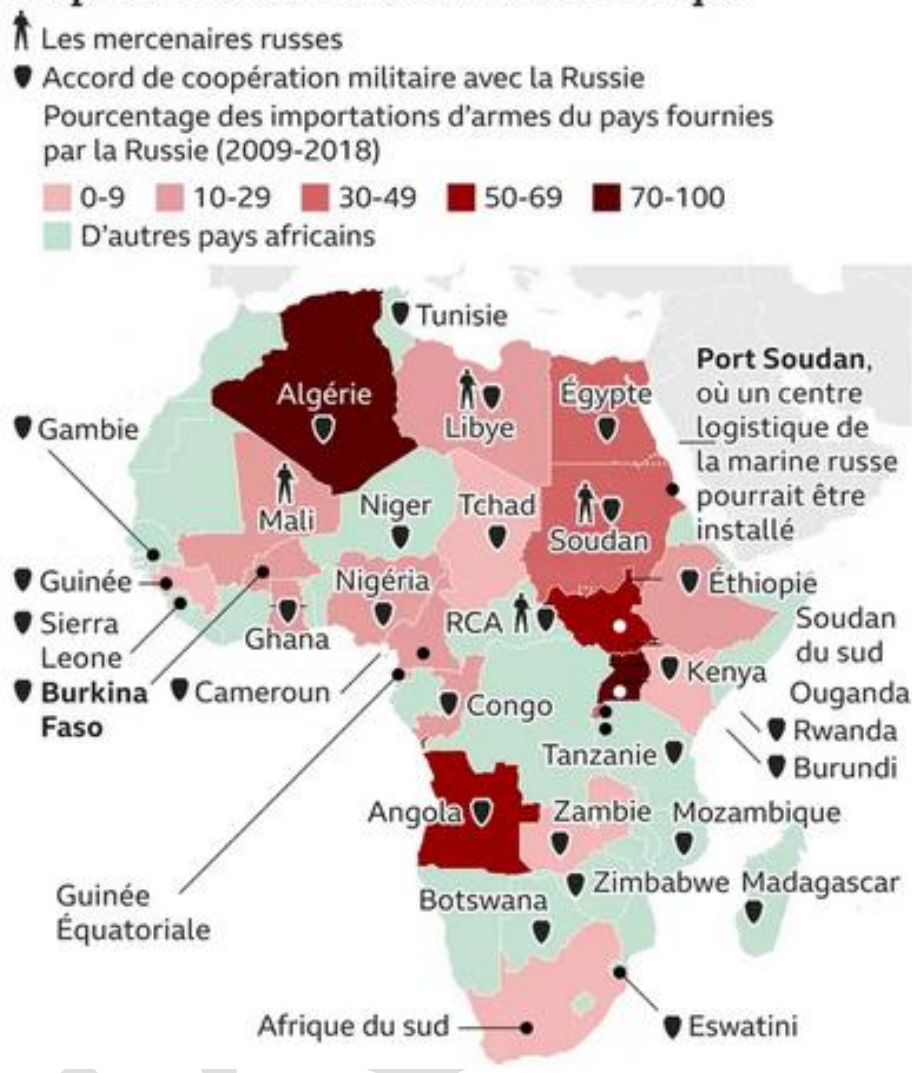 Les mercenaires russes
Accord de coopération militaire avec la Russie
Pourcentage des importations d'armes du pays fournies
par la Russie (2009-2018)
0-9 10-29 30-49 50-69 70-100
D'autres pays africains
Tunisie
Port Soudan,
où un centre
logistique de
la marine russe
pourrait être
installé
Algérie
Libye
Égypte
Gambie
Mali
Niger
Tchad
Soudan
Guinée
Nigéria
Éthiopie
Sierra
Leone
Ghana
RCA
Soudan
du sud
Burkina
Faso
Cameroun
Congo
Kenya
Ouganda
Rwanda
Burundi
Tanzanie
Angola
Zambie
Mozambique
Guinée
Équatoriale
Botswana
Zimbabwe
Madagascar
Afrique du sud
Eswatini